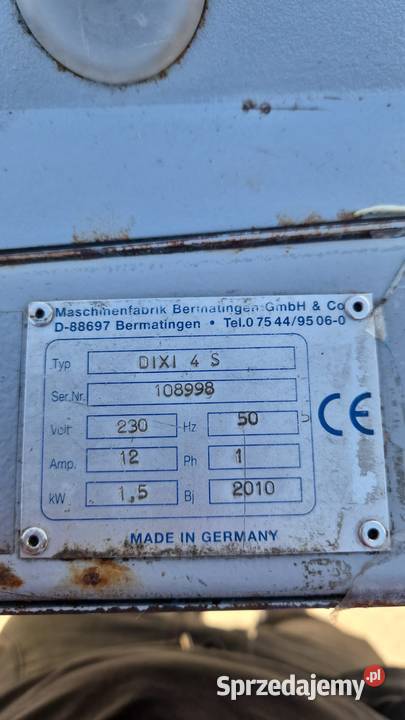 Maschinenfabrik Bermatingen GmbH & Co
D-88697 Bermatingen • Tel.0 75 44/95 06-0
Typ DIXI 4 S
Ser.Nr. 108998
Volt 230 Hz 50
Amp. 12 Ph 1
kW 1,5 Bj 2010
CE
MADE IN GERMANY
Sprzedajemy.pl